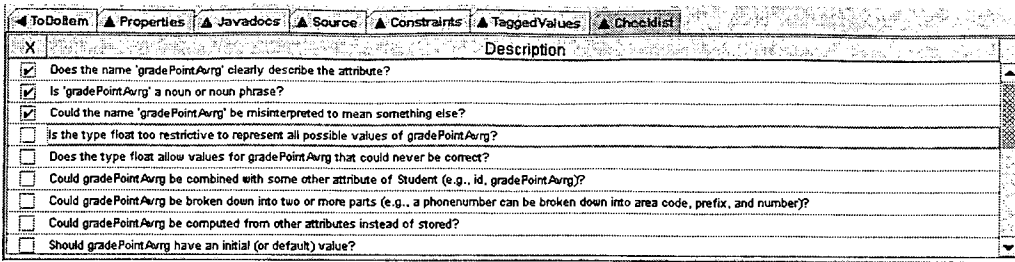 ToDoItem Properties Javadocs Source Constraints TaggedValues Checklist
X Description
Does the name 'gradePointAvrg' clearly describe the attribute?
Is 'gradePointAvrg' a noun or noun phrase?
Could the name 'gradePointAvrg' be misinterpreted to mean something else?
Is the type float too restrictive to represent all possible values of gradePointAvrg?
Does the type float allow values for gradePointAvrg that could never be correct?
Could gradePointAvrg be combined with some other attribute of Student (e.g., id, gradePointAvrg)?
Could gradePointAvrg be broken down into two or more parts (e.g., a phonenumber can be broken down into area code, prefix, and number)?
Could gradePointAvrg be computed from other attributes instead of stored?
Should gradePointAvrg have an initial (or default) value?